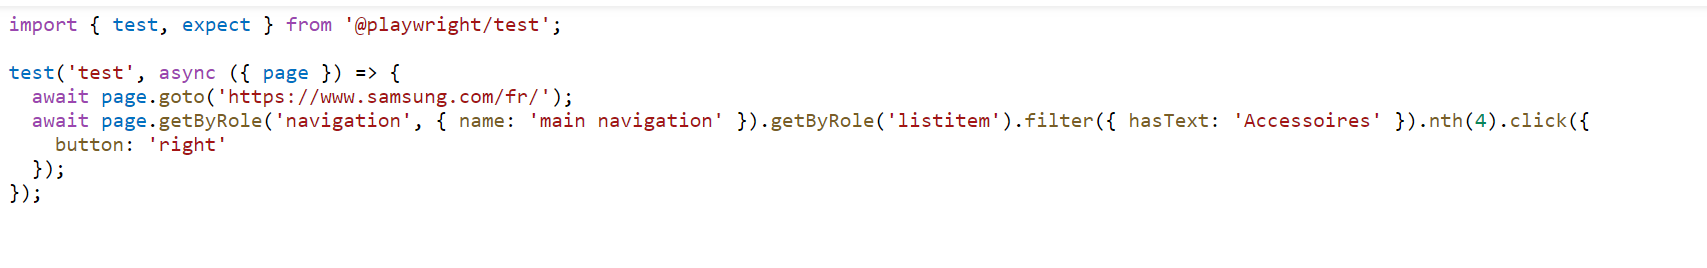 import { test, expect } from '@playwright/test';
test('test', async ({ page }) => {
  await page.goto('https://www.samsung.com/fr/');
  await page.getByRole('navigation', { name: 'main navigation' }).getByRole('listitem').filter({ hasText: 'Accessoires' }).nth(4).click({
    button: 'right'
  });
});